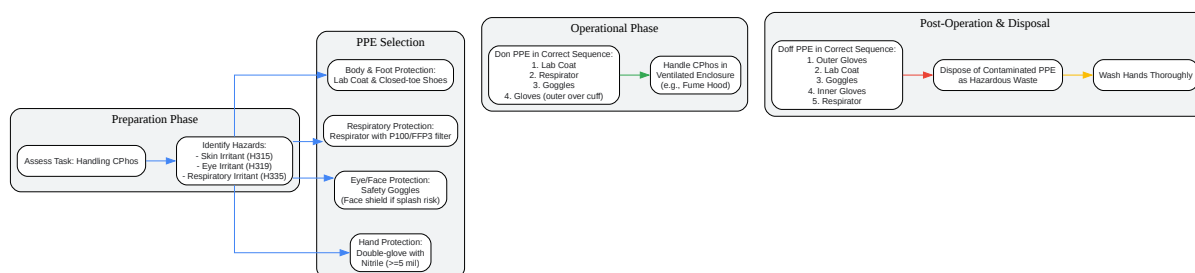 Preparation Phase
Assess Task: Handling CPhos
Identify Hazards:
- Skin Irritant (H315)
- Eye Irritant (H319)
- Respiratory Irritant (H335)
PPE Selection
Body & Foot Protection:
Lab Coat & Closed-toe Shoes
Respiratory Protection:
Respirator with P100/FFP3 filter
Eye/Face Protection:
Safety Goggles
(Face shield if splash risk)
Hand Protection:
Double-glove with
Nitrile (>=5 mil)
Operational Phase
Don PPE in Correct Sequence:
1. Lab Coat
2. Respirator
3. Goggles
4. Gloves (outer over cuff)
Handle CPhos in
Ventilated Enclosure
(e.g., Fume Hood)
Post-Operation & Disposal
Doff PPE in Correct Sequence:
1. Outer Gloves
2. Lab Coat
3. Goggles
4. Inner Gloves
5. Respirator
Dispose of Contaminated PPE
as Hazardous Waste
Wash Hands Thoroughly